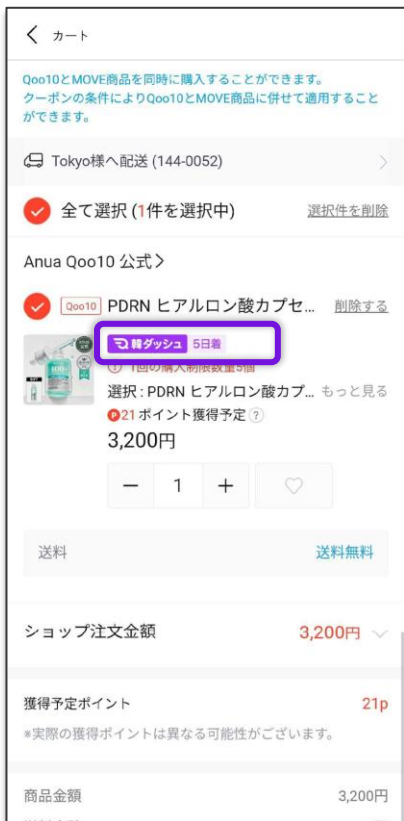 カート
Qoo10とMOVE商品を同時に購入することができます。
クーポンの条件によりQoo10とMOVE商品に併せて適用すること
ができます。
Tokyo様へ配送 (144-0052)
全て選択 (1件を選択中) 選択件を削除
Anua Qoo10 公式
Qoo10 PDRN ヒアルロン酸カプセ... 削除する
韓ダッシュ 5日着
1回の購入制限数量5個
選択 : PDRN ヒアルロン酸カプ... もっと見る
P21 ポイント獲得予定 ?
3,200円
− 1 +
送料 送料無料
ショップ注文金額 3,200円
獲得予定ポイント 21p
*実際の獲得ポイントは異なる可能性がございます。
商品金額 3,200円